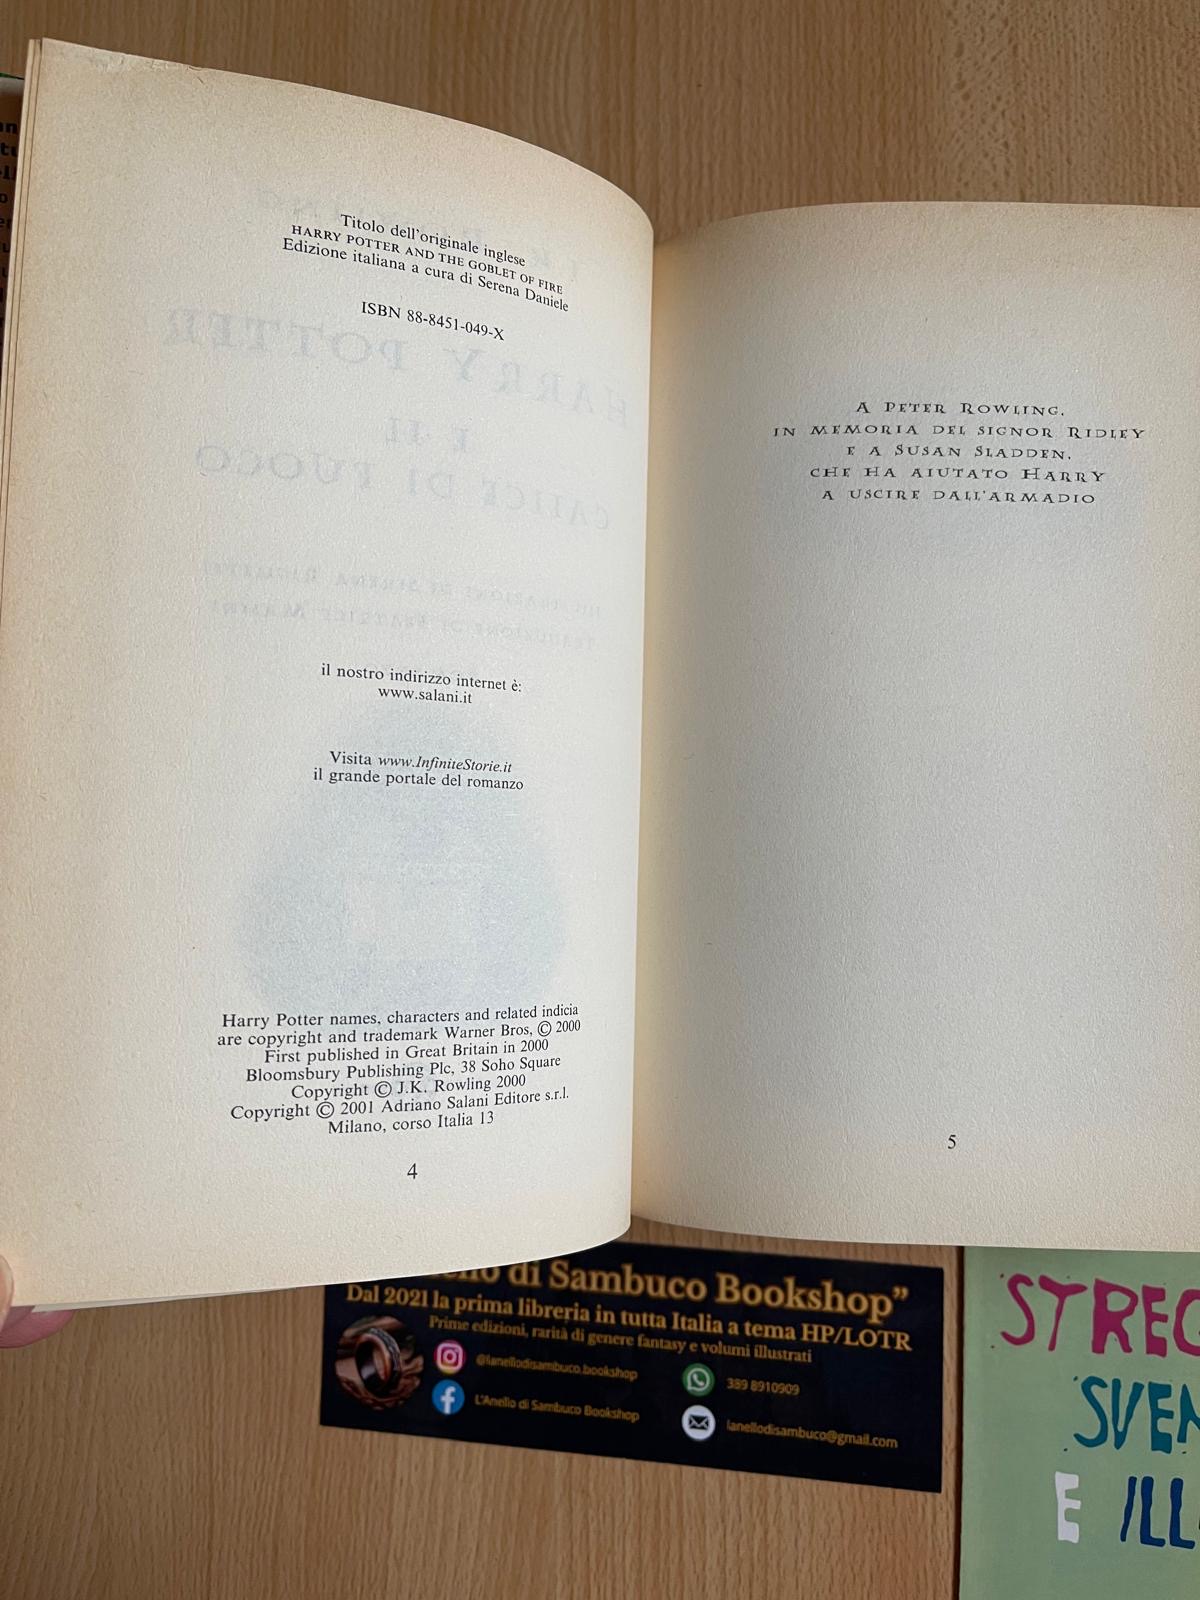 Titolo dell'originale inglese
HARRY POTTER AND THE GOBLET OF FIRE
Edizione italiana a cura di Serena Daniele
ISBN 88-8451-049-X
il nostro indirizzo internet è:
www.salani.it
Visita www.InfiniteStorie.it
il grande portale del romanzo
Harry Potter names, characters and related indicia
are copyright and trademark Warner Bros, © 2000
First published in Great Britain in 2000
Bloomsbury Publishing Plc, 38 Soho Square
Copyright © J.K. Rowling 2000
Copyright © 2001 Adriano Salani Editore s.r.l.
Milano, corso Italia 13
4
A PETER ROWLING,
IN MEMORIA DEL SIGNOR RIDLEY
E A SUSAN SLADDEN,
CHE HA AIUTATO HARRY
A USCIRE DALL'ARMADIO
5
di Sambuco Bookshop”
Dal 2021 la prima libreria in tutta Italia a tema HP/LOTR
Prime edizioni, rarità di genere fantasy e volumi illustrati
@lanellodisambuco.bookshop
389 8910909
L'Anello di Sambuco Bookshop
lanellodisambuco@gmail.com
STREG
SVEN
E ILL